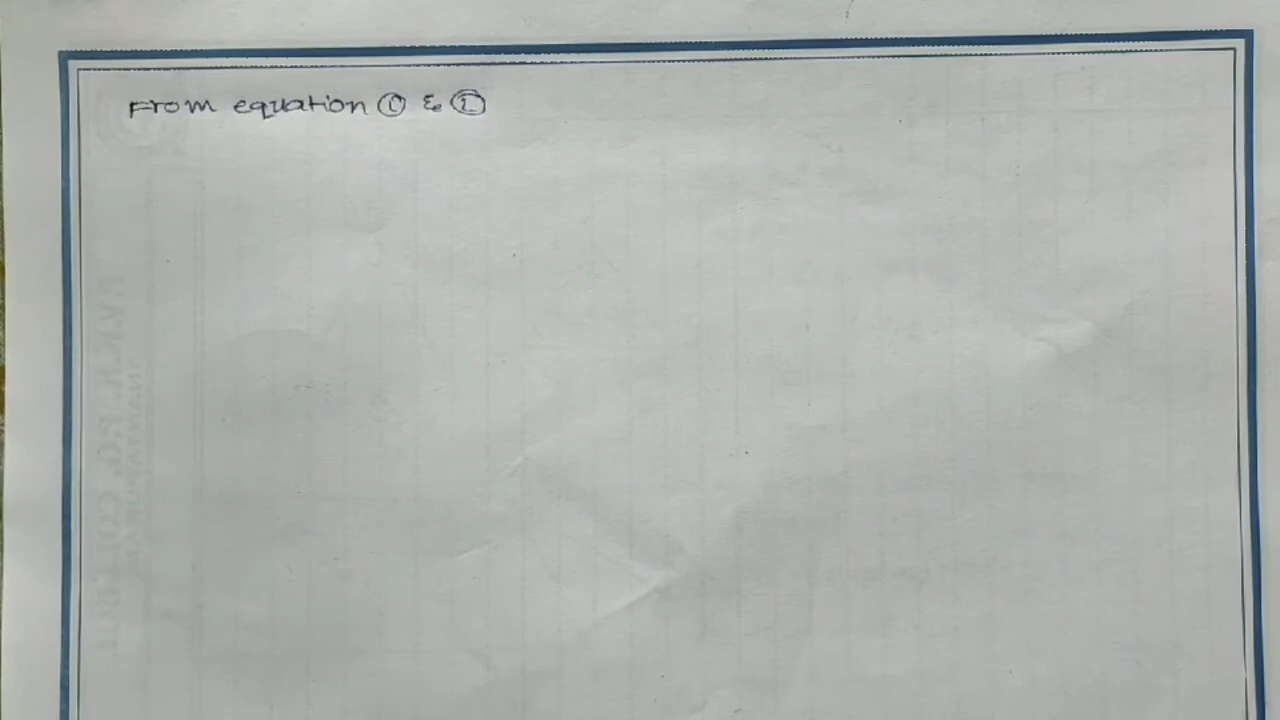 From equation ① & ②